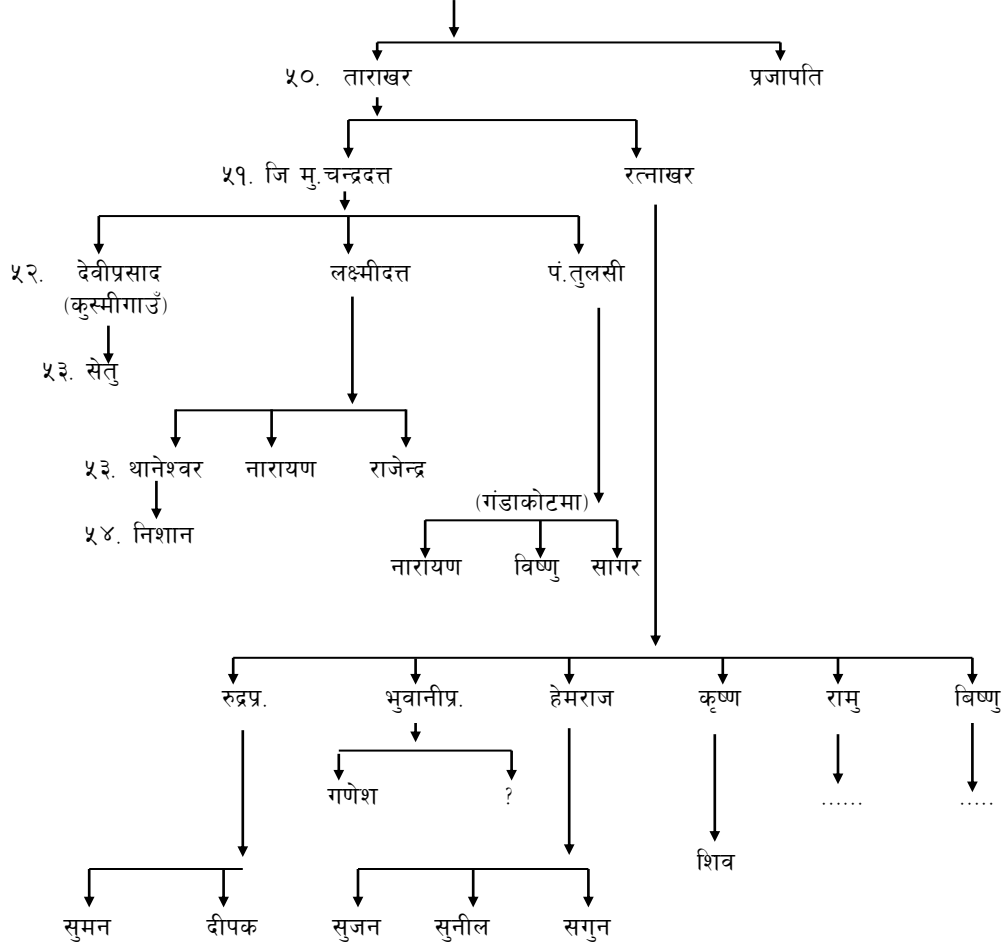 ५०. ताराखर प्रजापति
५१. जि मु.चन्द्रदत्त रत्नाखर
५२. देवीप्रसाद लक्ष्मीदत्त पं.तुलसी
(कुस्मीगाउँ)
५३. सेतु
५३. थानेश्वर नारायण राजेन्द्र
(गंडाकोटमा)
५४. निशान
नारायण विष्णु सागर
रुद्रप्र. भुवानीप्र. हेमराज कृष्ण रामु बिष्णु
गणेश ? ...... .....
शिव
सुमन दीपक सुजन सुनील सगुन